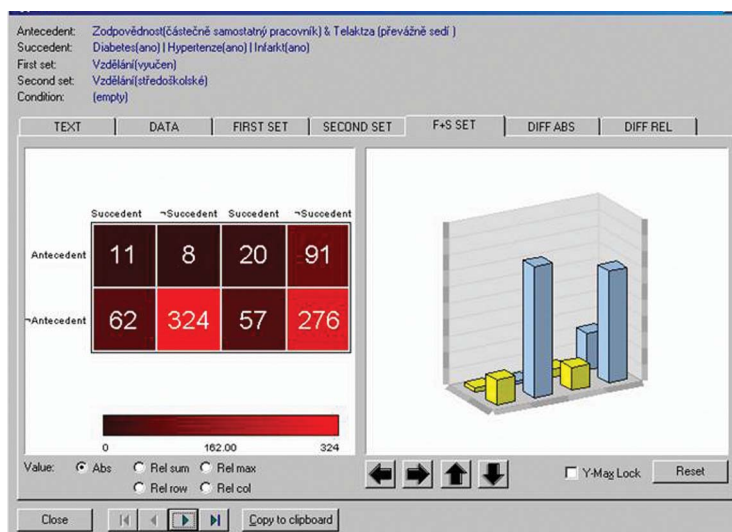 Antecedent: Zodpovědnost(částečně samostatný pracovník) & Telaktza (převážně sedí )
Succedent: Diabetes(ano) | Hypertenze(ano) | Infarkt(ano)
First set: Vzdělání(vyučen)
Second set: Vzdělání(středoškolské)
Condition: (empty)
TEXT DATA FIRST SET SECOND SET F+S SET DIFF ABS DIFF REL
Succedent ¬Succedent Succedent ¬Succedent
Antecedent 11 8 20 91
¬Antecedent 62 324 57 276
0 162.00 324
Value: Abs Rel sum Rel max
Rel row Rel col
Y-Max Lock Reset
Close Copy to clipboard